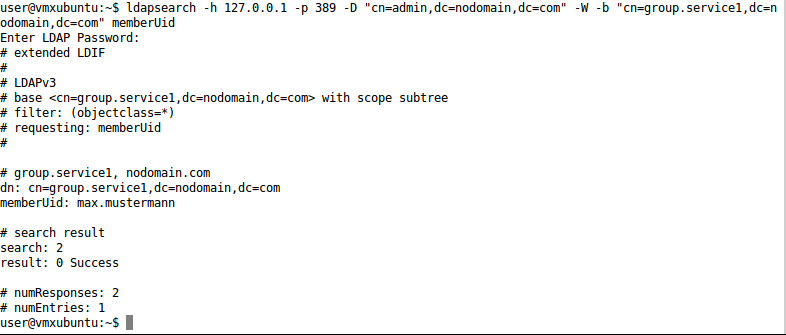 user@vmxubuntu:~$ ldapsearch -h 127.0.0.1 -p 389 -D "cn=admin,dc=nodomain,dc=com" -W -b "cn=group.service1,dc=n
odomain,dc=com" memberUid
Enter LDAP Password:
# extended LDIF
#
# LDAPv3
# base <cn=group.service1,dc=nodomain,dc=com> with scope subtree
# filter: (objectclass=*)
# requesting: memberUid
#

# group.service1, nodomain.com
dn: cn=group.service1,dc=nodomain,dc=com
memberUid: max.mustermann

# search result
search: 2
result: 0 Success

# numResponses: 2
# numEntries: 1
user@vmxubuntu:~$